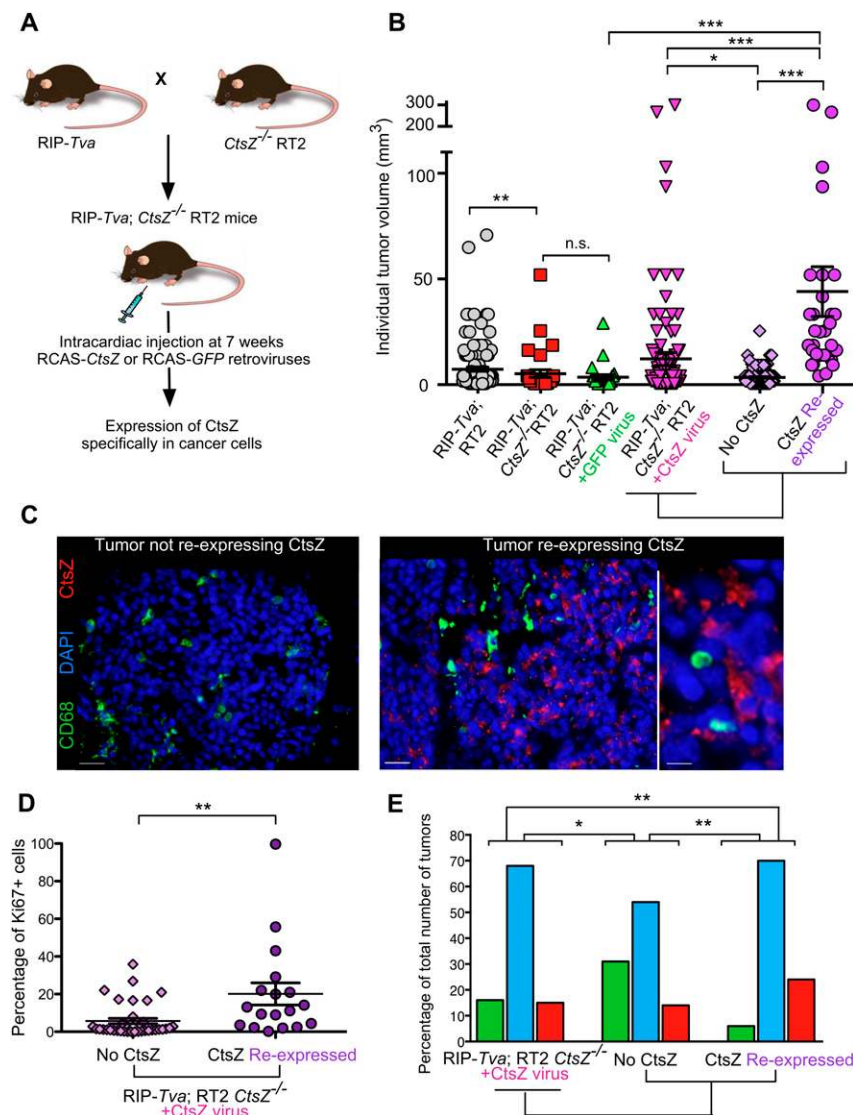 A
X
RIP-Tva
CtsZ-/- RT2
RIP-Tva; CtsZ-/- RT2 mice
Intracardiac injection at 7 weeks
RCAS-CtsZ or RCAS-GFP retroviruses
Expression of CtsZ
specifically in cancer cells
B
***
***
*
***
**
n.s.
Individual tumor volume (mm3)
300
200
100
50
0
RIP-Tva;
RT2
RIP-Tva;
CtsZ-/- RT2
RIP-Tva;
CtsZ-/- RT2
+GFP virus
RIP-Tva;
CtsZ-/- RT2
+CtsZ virus
No CtsZ
CtsZ Re-
expressed
C
Tumor not re-expressing CtsZ
Tumor re-expressing CtsZ
CD68 DAPI CtsZ
D
**
Percentage of Ki67+ cells
100
80
60
40
20
0
No CtsZ
CtsZ Re-expressed
RIP-Tva; RT2 CtsZ-/-
+CtsZ virus
E
**
*
**
Percentage of total number of tumors
80
70
60
50
40
30
20
10
0
RIP-Tva; RT2 CtsZ-/-
+CtsZ virus
No CtsZ
CtsZ Re-expressed